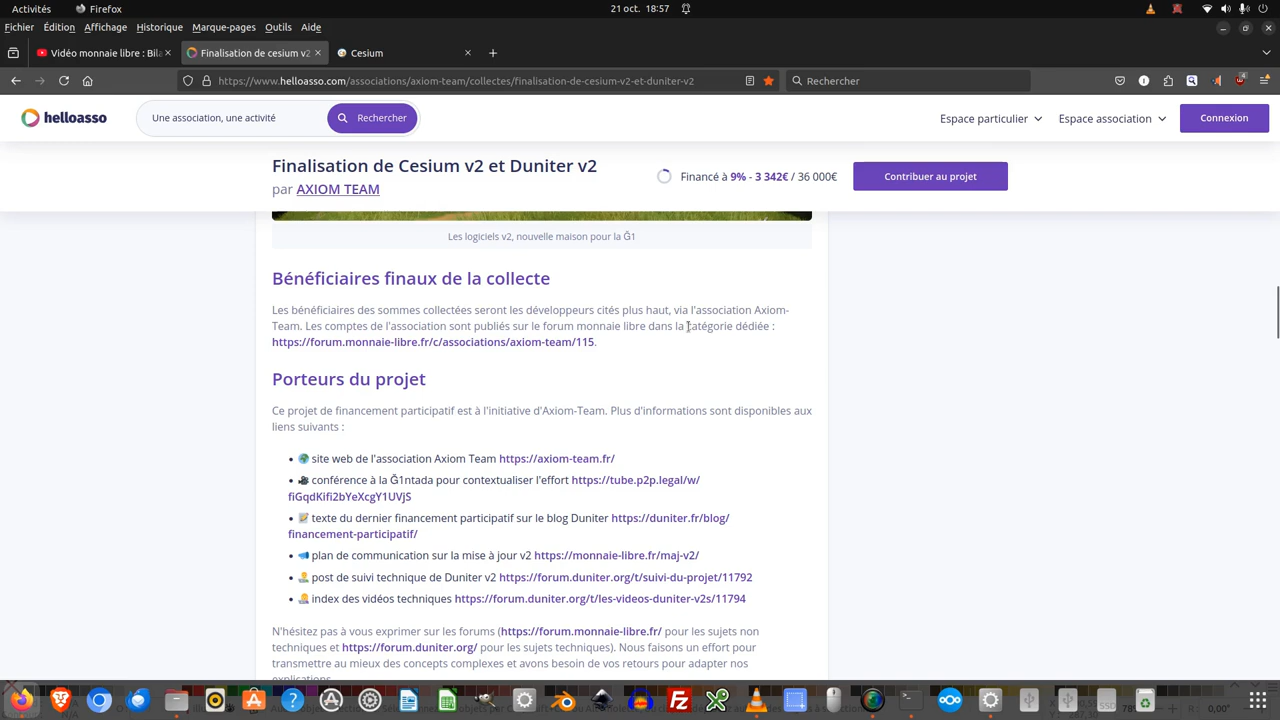 Activités
Firefox
21 oct. 18:57
Fichier Édition Affichage Historique Marque-pages Outils Aide
Vidéo monnaie libre : Bila
Finalisation de cesium v2
Cesium
https://www.helloasso.com/associations/axiom-team/collectes/finalisation-de-cesium-v2-et-duniter-v2
Rechercher
helloasso
Une association, une activité
Rechercher
Espace particulier
Espace association
Connexion
Finalisation de Cesium v2 et Duniter v2
par AXIOM TEAM
Financé à 9% - 3 342€ / 36 000€
Contribuer au projet
Les logiciels v2, nouvelle maison pour la Ğ1
Bénéficiaires finaux de la collecte
Les bénéficiaires des sommes collectées seront les développeurs cités plus haut, via l'association Axiom-
Team. Les comptes de l'association sont publiés sur le forum monnaie libre dans la catégorie dédiée :
https://forum.monnaie-libre.fr/c/associations/axiom-team/115.
Porteurs du projet
Ce projet de financement participatif est à l'initiative d'Axiom-Team. Plus d'informations sont disponibles aux
liens suivants :
• site web de l'association Axiom Team https://axiom-team.fr/
• conférence à la Ğ1ntada pour contextualiser l'effort https://tube.p2p.legal/w/
fiGqdKifi2bYeXcgY1UVjS
• texte du dernier financement participatif sur le blog Duniter https://duniter.fr/blog/
financement-participatif/
• plan de communication sur la mise à jour v2 https://monnaie-libre.fr/maj-v2/
• post de suivi technique de Duniter v2 https://forum.duniter.org/t/suivi-du-projet/11792
• index des vidéos techniques https://forum.duniter.org/t/les-videos-duniter-v2s/11794
N'hésitez pas à vous exprimer sur les forums (https://forum.monnaie-libre.fr/ pour les sujets non
techniques et https://forum.duniter.org/ pour les sujets techniques). Nous faisons un effort pour
transmettre au mieux des concepts complexes et avons besoin de vos retours pour adapter nos
explications.